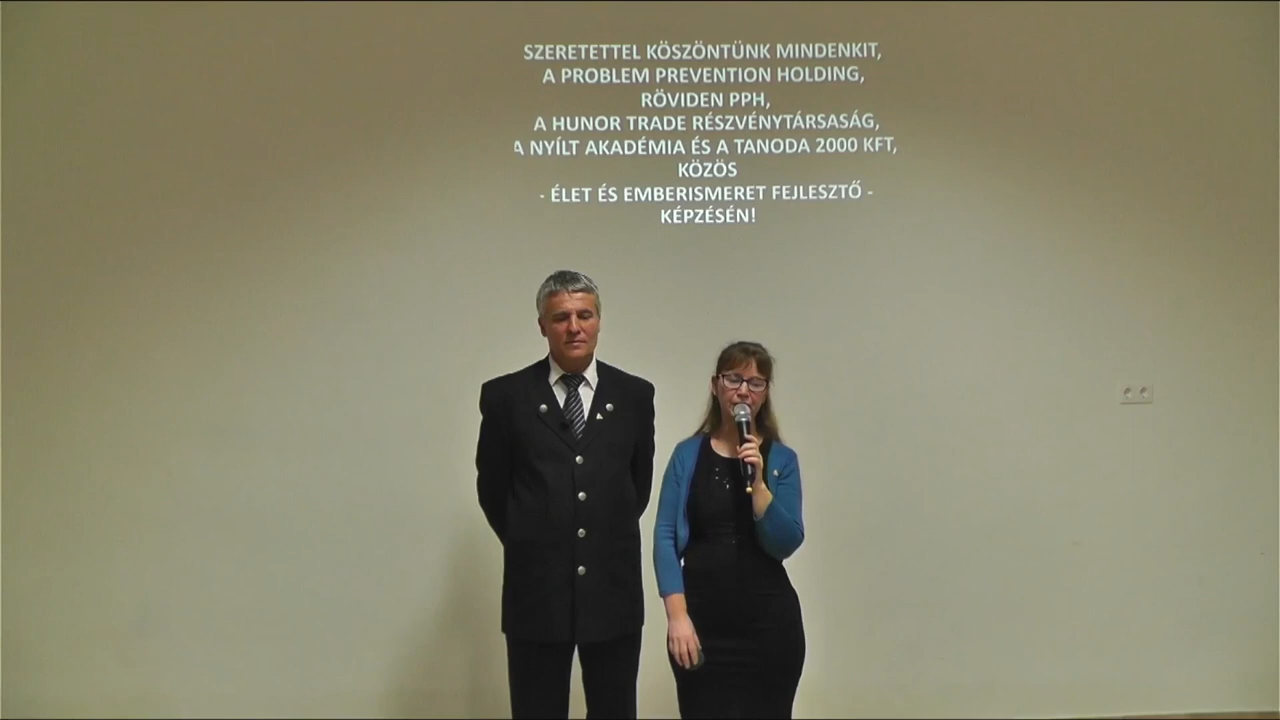 SZERETETTEL KÖSZÖNTÜNK MINDENKIT,
A PROBLEM PREVENTION HOLDING,
RÖVIDEN PPH,
A HUNOR TRADE RÉSZVÉNYTÁRSASÁG,
A NYÍLT AKADÉMIA ÉS A TANODA 2000 KFT,
KÖZÖS
- ÉLET ÉS EMBERISMERET FEJLESZTŐ -
KÉPZÉSÉN!